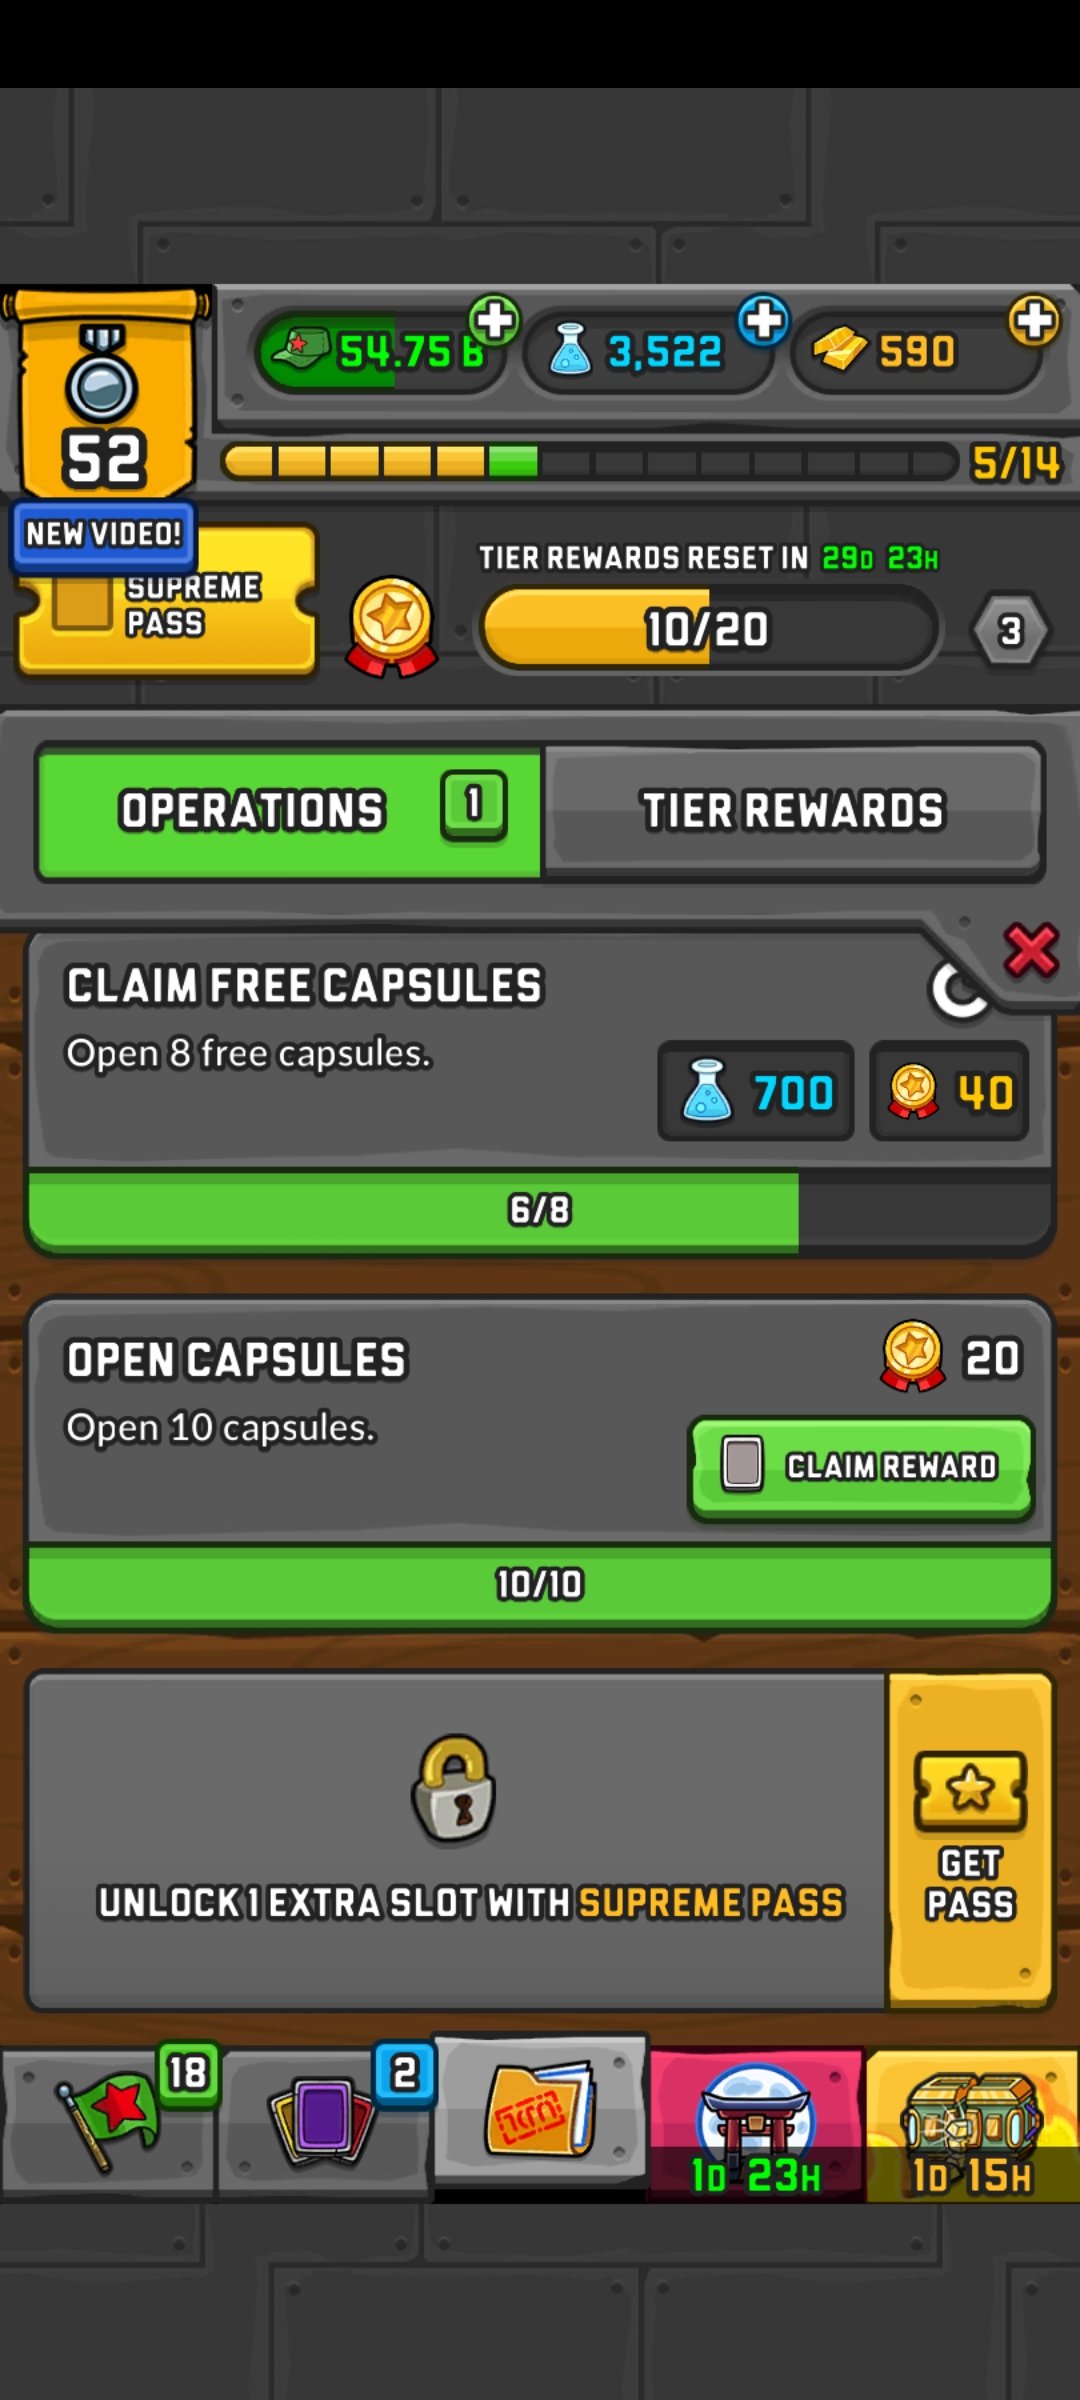 54.75 B
3,522
590
52
5/14
NEW VIDEO!
SUPREME
PASS
TIER REWARDS RESET IN 29D 23H
10/20
3
OPERATIONS 1
TIER REWARDS
CLAIM FREE CAPSULES
Open 8 free capsules.
700
40
6/8
OPEN CAPSULES
20
Open 10 capsules.
CLAIM REWARD
10/10
UNLOCK 1 EXTRA SLOT WITH SUPREME PASS
GET
PASS
18
2
1D 23H
1D 15H